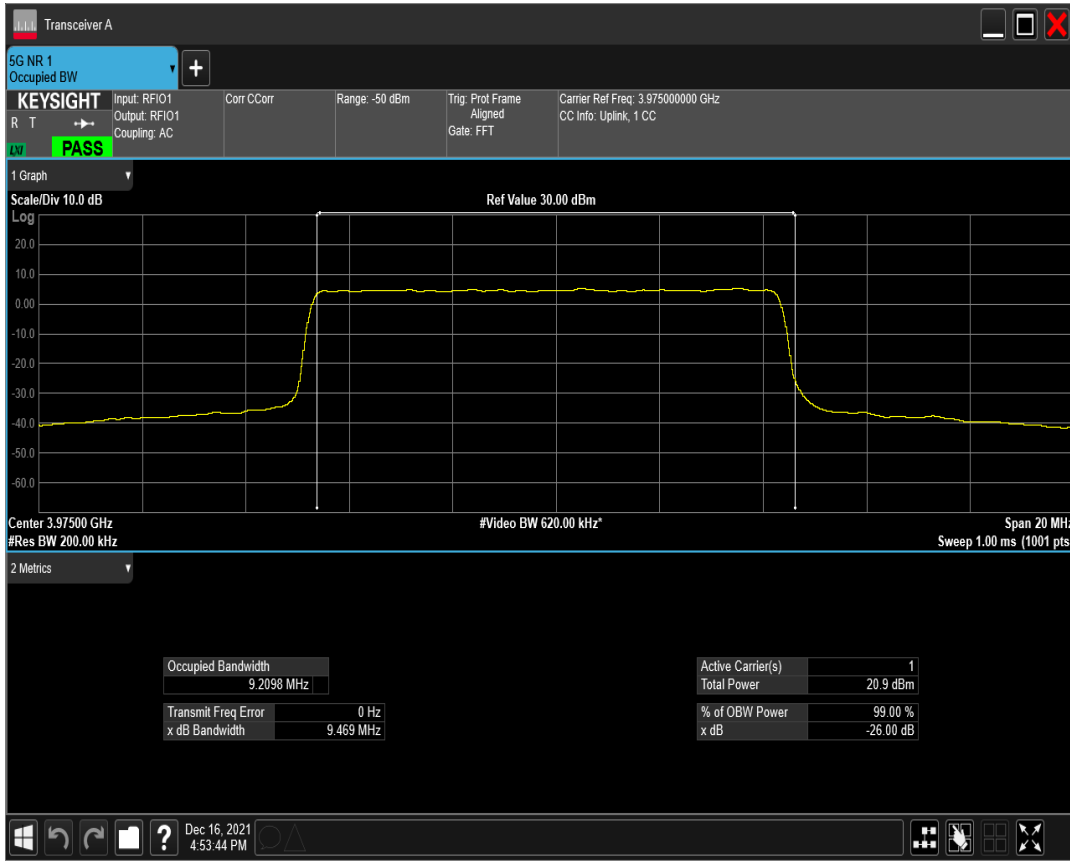 Transceiver A
5G NR 1
Occupied BW
+
KEYSIGHT
R T
LXI
PASS
Input: RFIO1
Output: RFIO1
Coupling: AC
Corr CCorr
Range: -50 dBm
Trig: Prot Frame
Aligned
Gate: FFT
Carrier Ref Freq: 3.975000000 GHz
CC Info: Uplink, 1 CC
1 Graph
Scale/Div 10.0 dB
Ref Value 30.00 dBm
Log
20.0
10.0
0.00
-10.0
-20.0
-30.0
-40.0
-50.0
-60.0
Center 3.97500 GHz
#Video BW 620.00 kHz*
Span 20 MHz
#Res BW 200.00 kHz
Sweep 1.00 ms (1001 pts
2 Metrics
Occupied Bandwidth
9.2098 MHz
Transmit Freq Error 0 Hz
x dB Bandwidth 9.469 MHz
Active Carrier(s) 1
Total Power 20.9 dBm
% of OBW Power 99.00 %
x dB -26.00 dB
?
Dec 16, 2021
4:53:44 PM